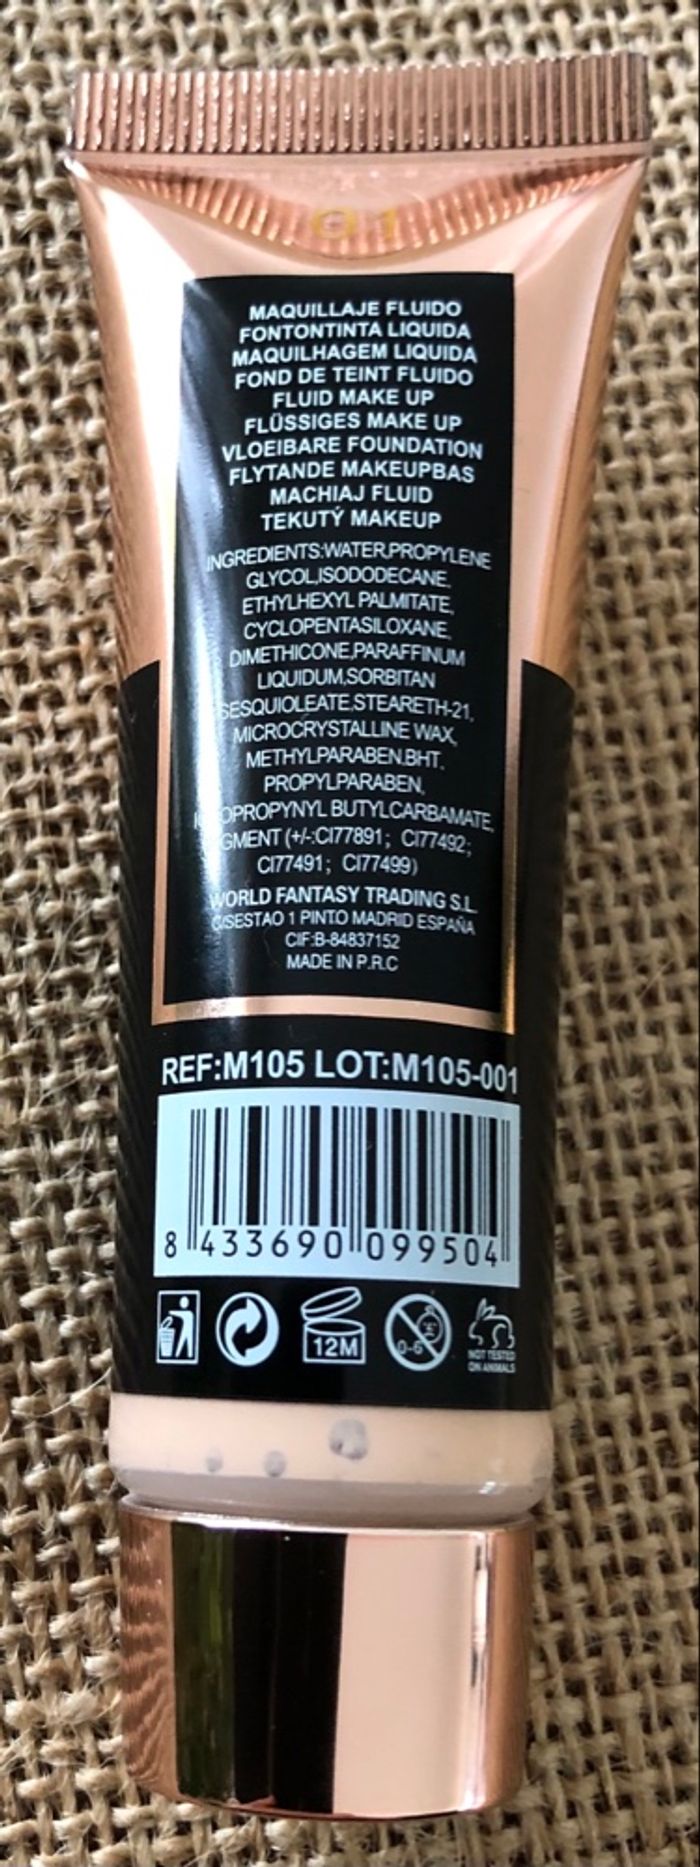 01
MAQUILLAJE FLUIDO
FONTONTINTA LIQUIDA
MAQUILHAGEM LIQUIDA
FOND DE TEINT FLUIDO
FLUID MAKE UP
FLÜSSIGES MAKE UP
VLOEIBARE FOUNDATION
FLYTANDE MAKEUPBAS
MACHIAJ FLUID
TEKUTÝ MAKEUP
INGREDIENTS:WATER,PROPYLENE
GLYCOL,ISODODECANE,
ETHYLHEXYL PALMITATE,
CYCLOPENTASILOXANE,
DIMETHICONE,PARAFFINUM
LIQUIDUM,SORBITAN
SESQUIOLEATE,STEARETH-21,
MICROCRYSTALLINE WAX,
METHYLPARABEN.BHT.
PROPYLPARABEN,
BUTYLCARBAMATE,
(+/-:CI77891; CI77492;
CI77491; CI77499)
WORLD FANTASY TRADING S.L.
C/SESTAO 1 PINTO MADRID ESPAÑA
CIF:B-84837152
MADE IN P.R.C
REF:M105 LOT:M105-001
8 433690 099504
12M
0-6
NOT TESTED
ON ANIMALS